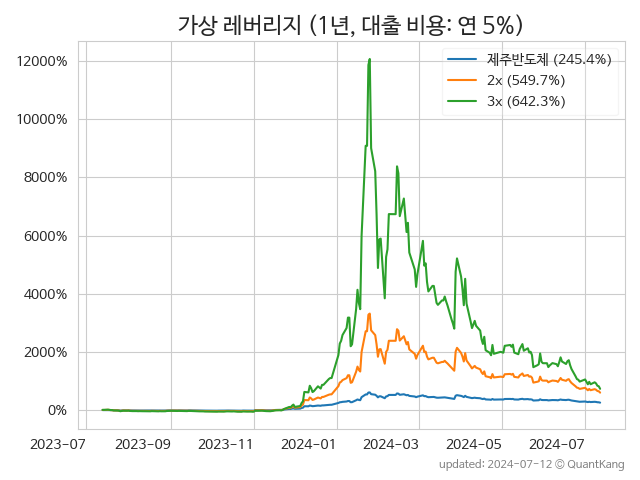 가상 레버리지 (1년, 대출 비용: 연 5%)
12000%
10000%
8000%
6000%
4000%
2000%
0%
제주반도체 (245.4%)
2x (549.7%)
3x (642.3%)
2023-07 2023-09 2023-11 2024-01 2024-03 2024-05 2024-07
updated: 2024-07-12 © QuantKang